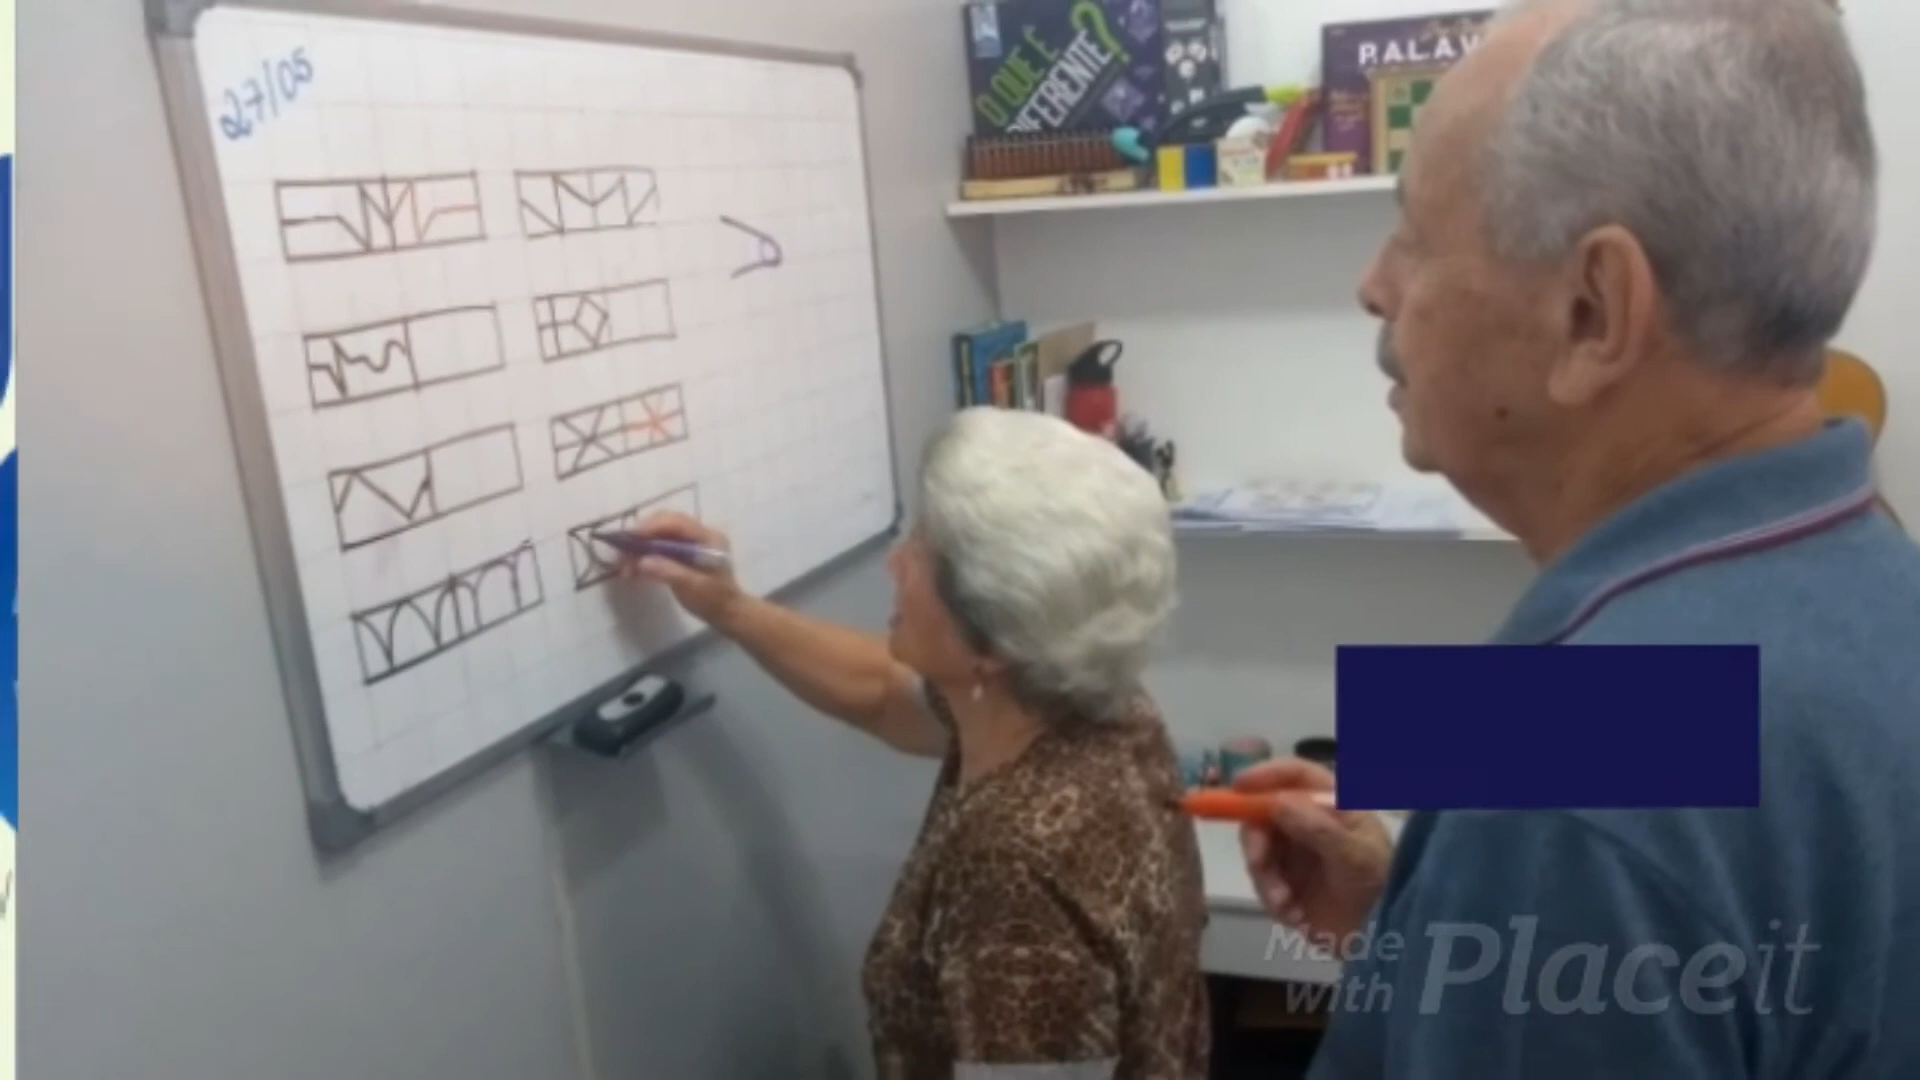 27/05
O QUE É
DIFERENTE?
PALAV
Made
with Placeit